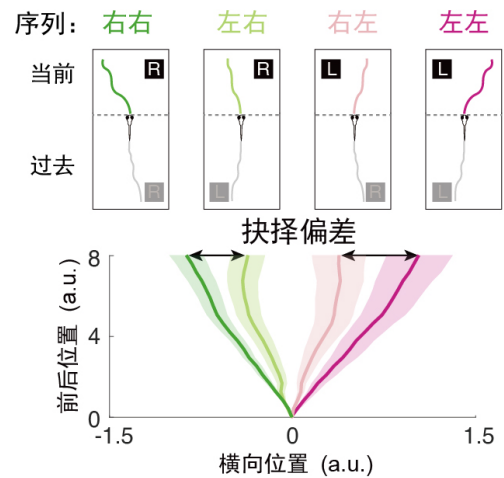 序列： 右右 左右 右左 左左
当前 R R L L
过去 R L R L
抉择偏差
前后位置 (a.u.)
8
4
0
-1.5 0 1.5
横向位置 (a.u.)